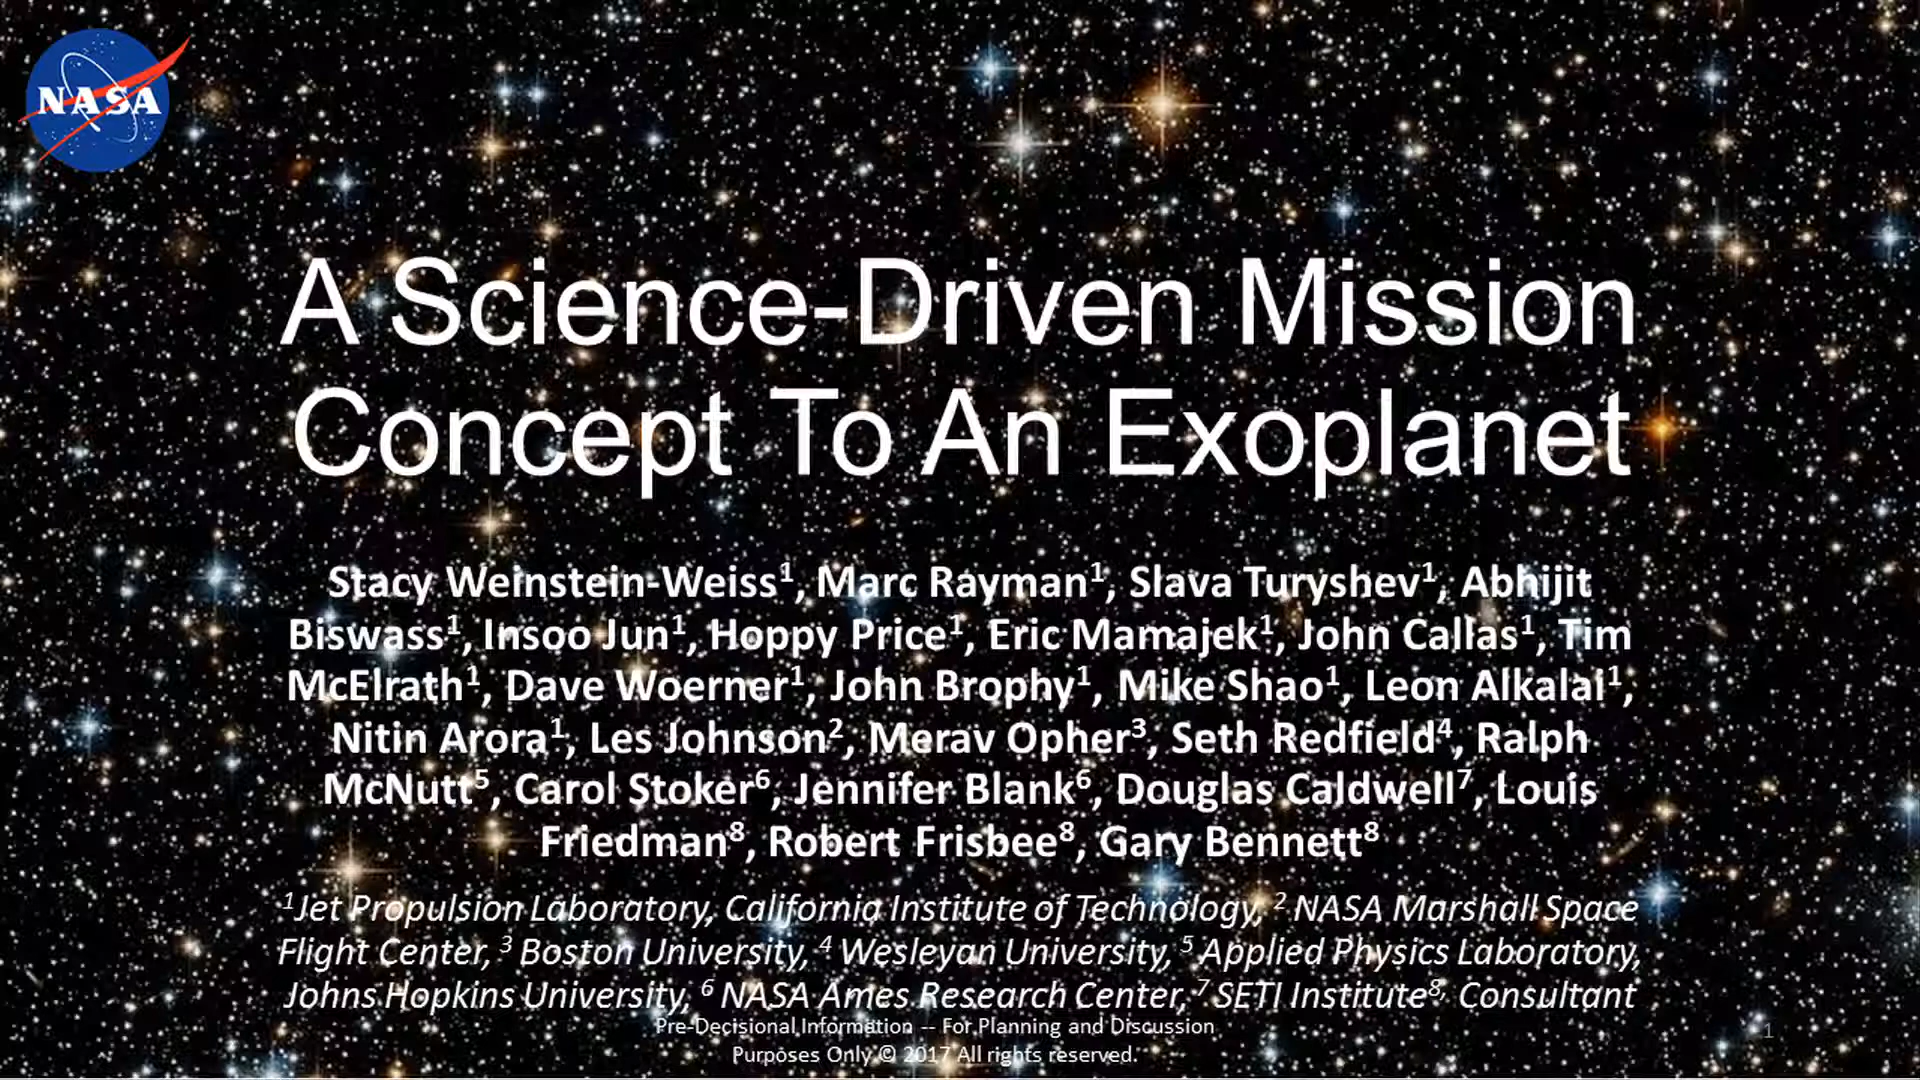 NASA
A Science-Driven Mission
Concept To An Exoplanet
Stacy Weinstein-Weiss¹, Marc Rayman¹, Slava Turyshev¹, Abhijit
Biswass¹, Insoo Jun¹, Hoppy Price¹, Eric Mamajek¹, John Callas¹, Tim
McElrath¹, Dave Woerner¹, John Brophy¹, Mike Shao¹, Leon Alkalai¹,
Nitin Arora¹, Les Johnson², Merav Opher³, Seth Redfield⁴, Ralph
McNutt⁵, Carol Stoker⁶, Jennifer Blank⁶, Douglas Caldwell⁷, Louis
Friedman⁸, Robert Frisbee⁸, Gary Bennett⁸
¹Jet Propulsion Laboratory, California Institute of Technology, ² NASA Marshall Space
Flight Center, ³ Boston University, ⁴ Wesleyan University, ⁵ Applied Physics Laboratory,
Johns Hopkins University, ⁶ NASA Ames Research Center, ⁷ SETI Institute⁸, Consultant
Pre-Decisional Information -- For Planning and Discussion
Purposes Only © 2017 All rights reserved.
1